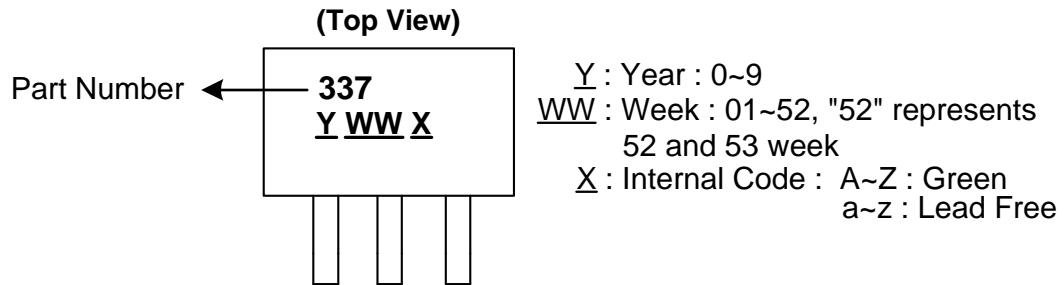 (Top View)
Part Number
337
Y WW X
Y : Year : 0~9
WW : Week : 01~52, "52" represents
52 and 53 week
X : Internal Code : A~Z : Green
a~z : Lead Free